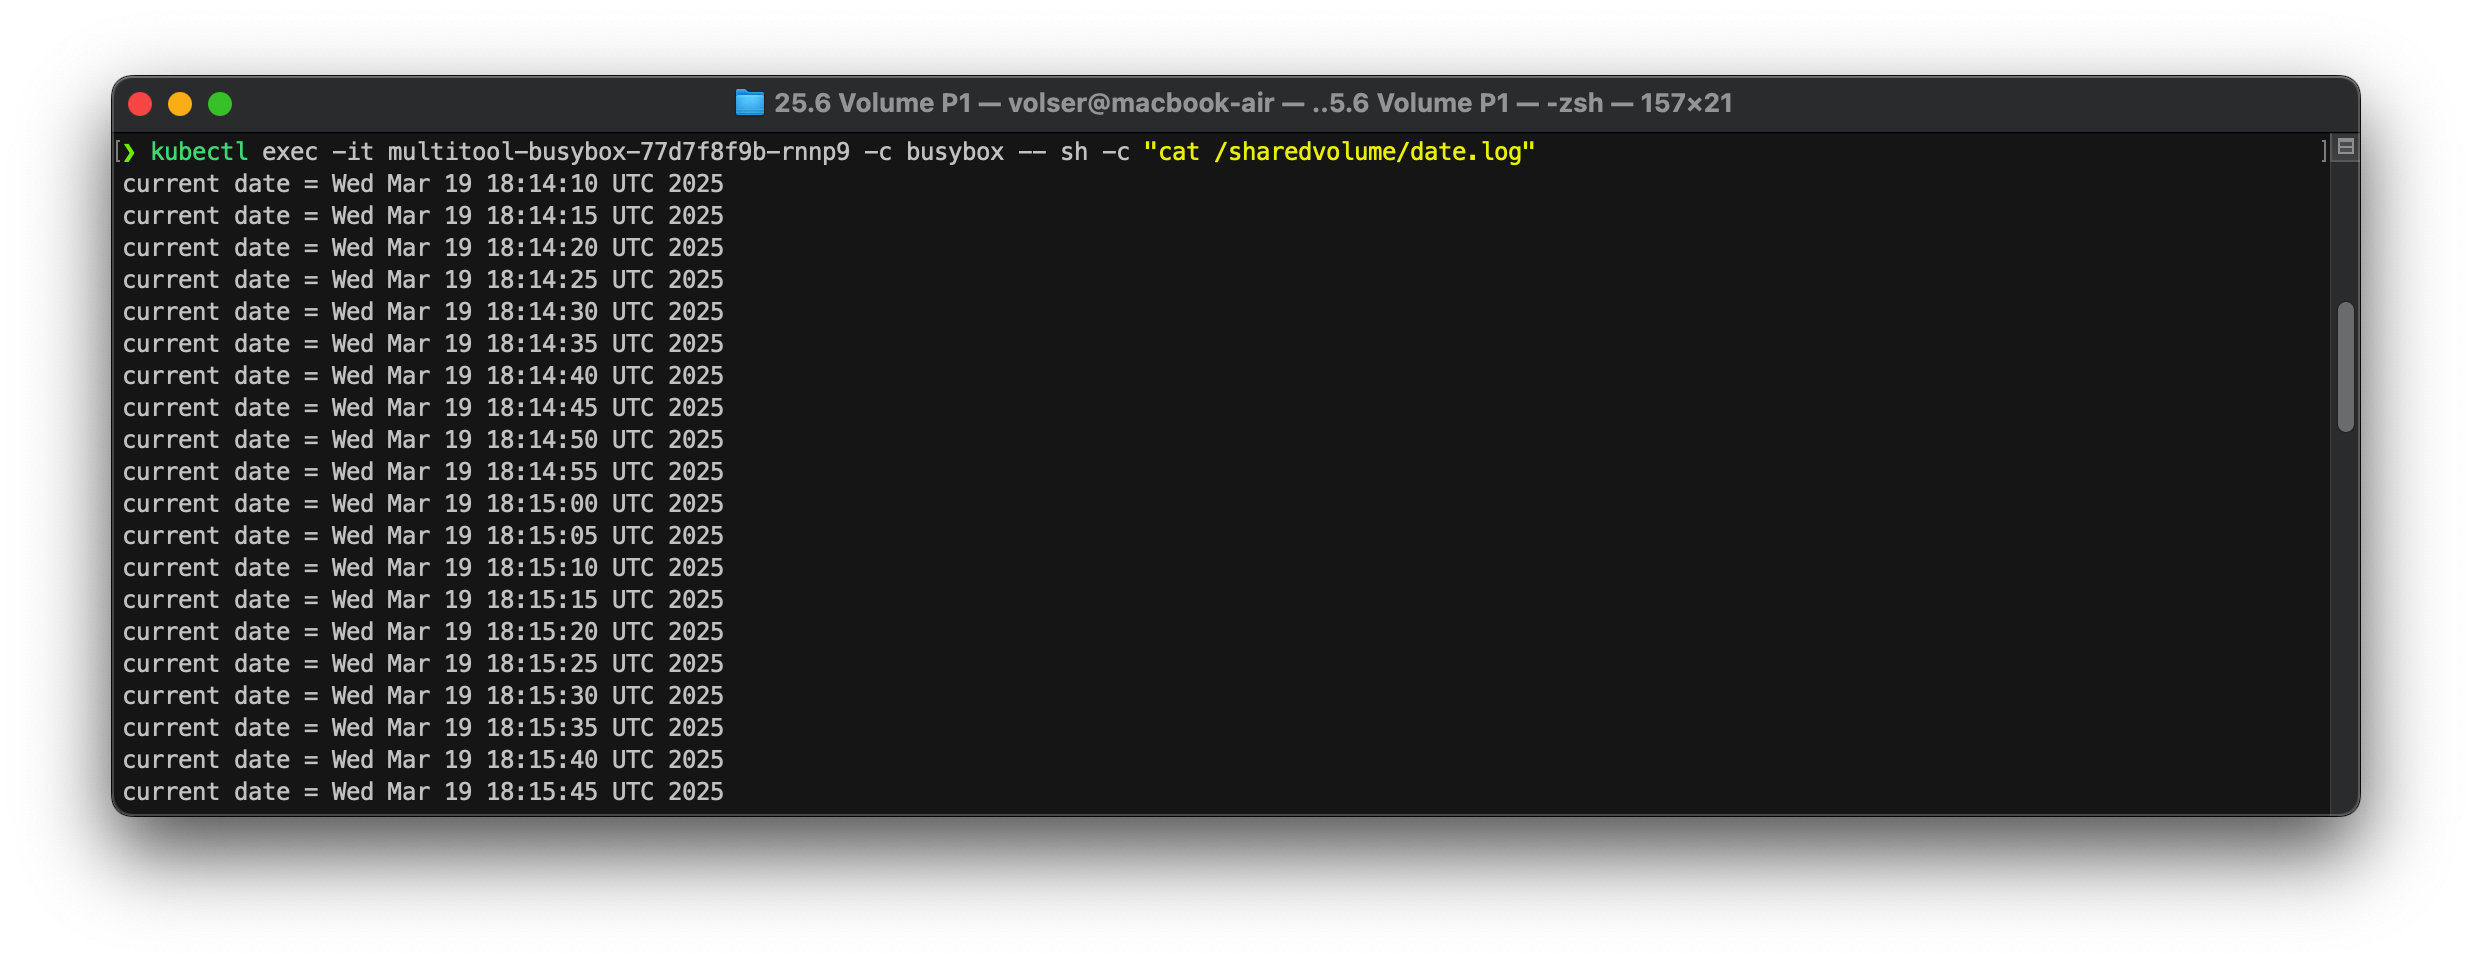 25.6 Volume P1 — volser@macbook-air — ..5.6 Volume P1 — -zsh — 157×21
[❯ kubectl exec -it multitool-busybox-77d7f8f9b-rnnp9 -c busybox -- sh -c "cat /sharedvolume/date.log" ]
current date = Wed Mar 19 18:14:10 UTC 2025
current date = Wed Mar 19 18:14:15 UTC 2025
current date = Wed Mar 19 18:14:20 UTC 2025
current date = Wed Mar 19 18:14:25 UTC 2025
current date = Wed Mar 19 18:14:30 UTC 2025
current date = Wed Mar 19 18:14:35 UTC 2025
current date = Wed Mar 19 18:14:40 UTC 2025
current date = Wed Mar 19 18:14:45 UTC 2025
current date = Wed Mar 19 18:14:50 UTC 2025
current date = Wed Mar 19 18:14:55 UTC 2025
current date = Wed Mar 19 18:15:00 UTC 2025
current date = Wed Mar 19 18:15:05 UTC 2025
current date = Wed Mar 19 18:15:10 UTC 2025
current date = Wed Mar 19 18:15:15 UTC 2025
current date = Wed Mar 19 18:15:20 UTC 2025
current date = Wed Mar 19 18:15:25 UTC 2025
current date = Wed Mar 19 18:15:30 UTC 2025
current date = Wed Mar 19 18:15:35 UTC 2025
current date = Wed Mar 19 18:15:40 UTC 2025
current date = Wed Mar 19 18:15:45 UTC 2025